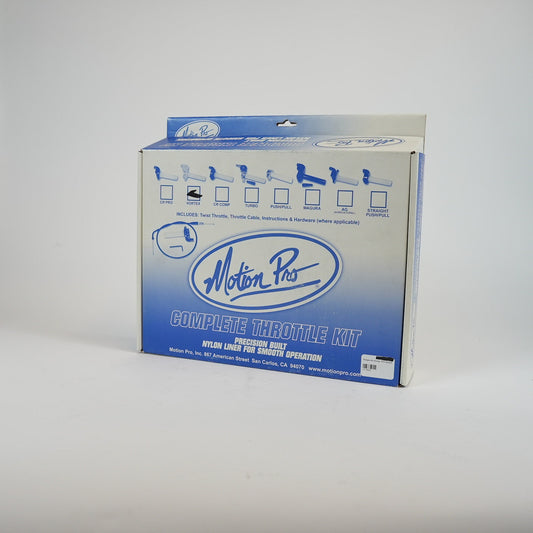 Motion Pro
Motion Pro
CR PRO
VORTEX
CR COMP
TURBO
PUSH/PULL
MAGURA
AG
STRAIGHT
PUSH/PULL
INCLUDES: Twist Throttle, Throttle Cable, Instructions & Hardware (where applicable)
Motion Pro
COMPLETE THROTTLE KIT
PRECISION BUILT
NYLON LINER FOR SMOOTH OPERATION
Motion Pro, Inc. 867 American Street San Carlos, CA 94070 www.motionpro.com